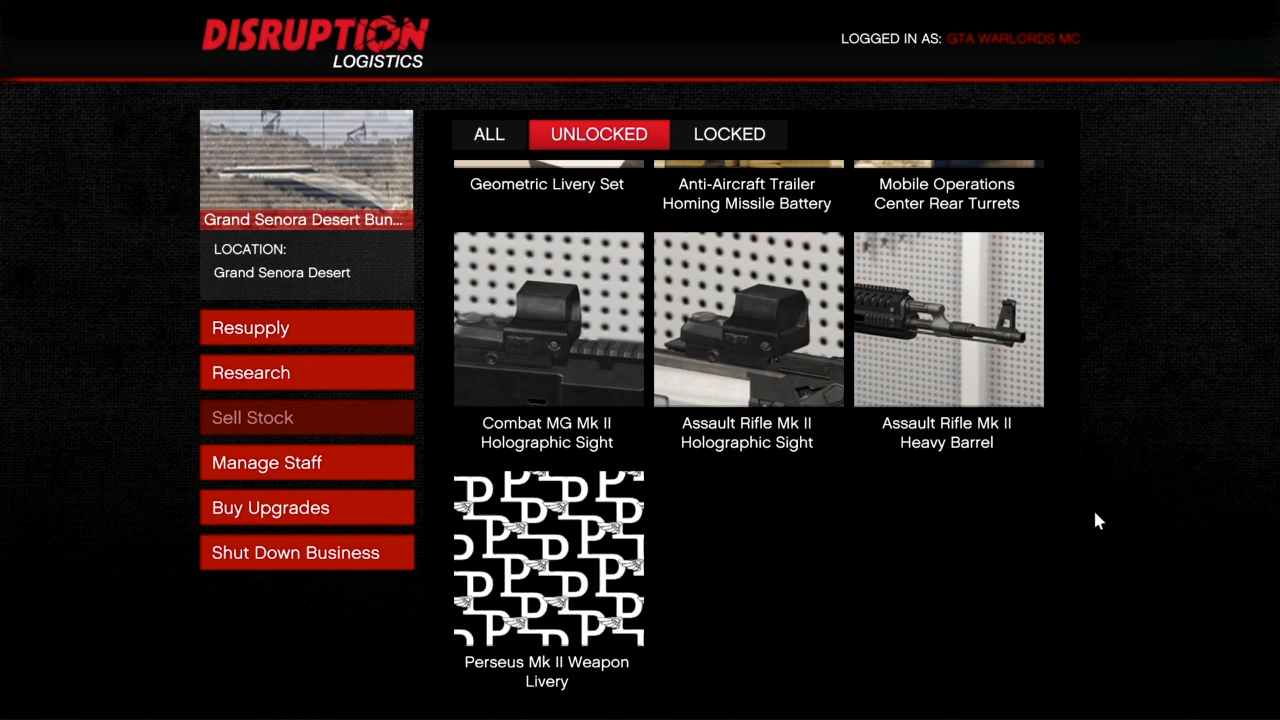 DISRUPTION
LOGISTICS
LOGGED IN AS: GTA WARLORDS MC
Grand Senora Desert Bun...
LOCATION:
Grand Senora Desert
Resupply
Research
Sell Stock
Manage Staff
Buy Upgrades
Shut Down Business
ALL
UNLOCKED
LOCKED
Geometric Livery Set
Anti-Aircraft Trailer
Homing Missile Battery
Mobile Operations
Center Rear Turrets
Combat MG Mk II
Holographic Sight
Assault Rifle Mk II
Holographic Sight
Assault Rifle Mk II
Heavy Barrel
Perseus Mk II Weapon
Livery